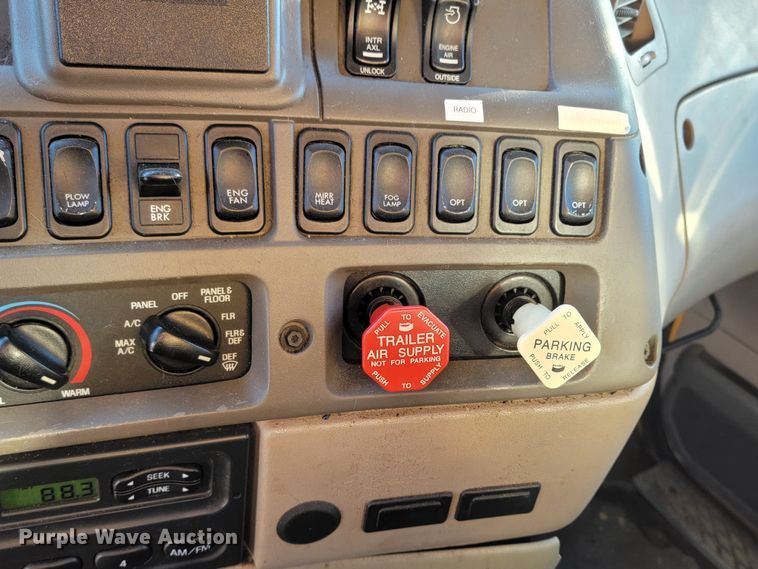 INTR
AXL
UNLOCK
ENGINE
AIR
OUTSIDE
RADIO
PLOW
LAMP
ENG
BRK
ENG
FAN
MIRR
HEAT
FOG
LAMP
OPT
OPT
OPT
PANEL
OFF
PANEL &
FLOOR
A/C
FLR
MAX
A/C
FLR &
DEF
DEF
WARM
PULL TO EVACUATE
TRAILER
AIR SUPPLY
NOT FOR PARKING
PUSH TO SUPPLY
PULL TO APPLY
PARKING
BRAKE
PUSH TO RELEASE
88.3
SEEK
TUNE
4
AM/FM
Purple Wave Auction